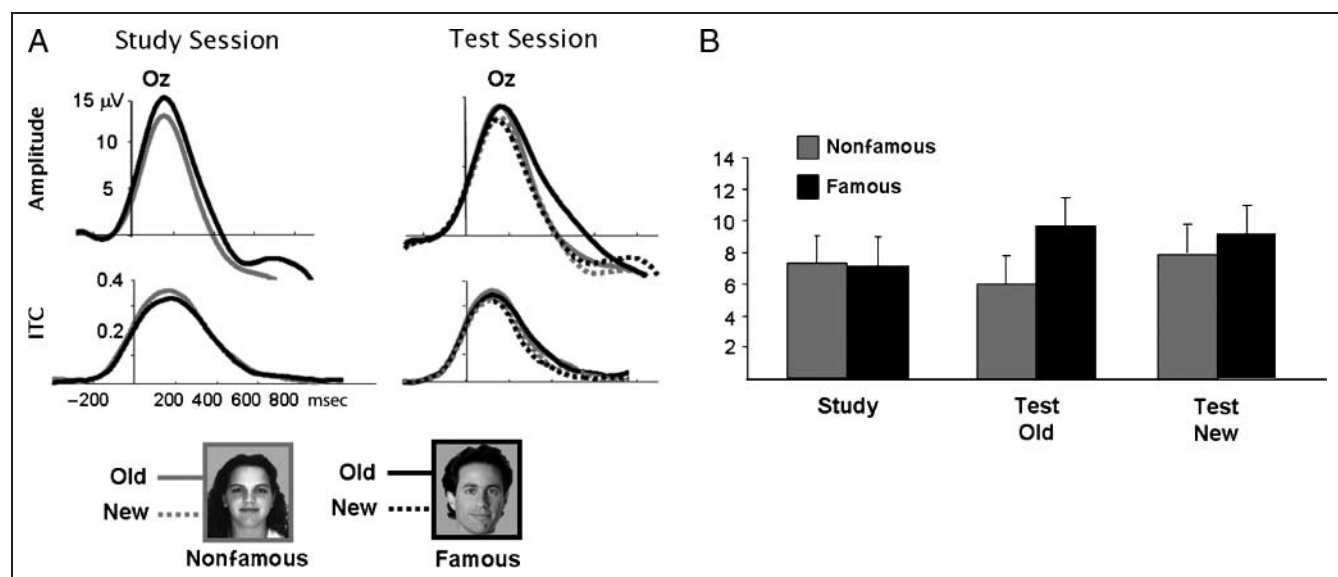 A
Study Session
Test Session
Oz
Oz
Amplitude
15 μV
10
5
ITC
0.4
0.2
−200
200 400 600 800 msec
Old
New
Nonfamous
Old
New
Famous
B
Nonfamous
Famous
14
12
10
8
6
4
2
Study
Test
Old
Test
New